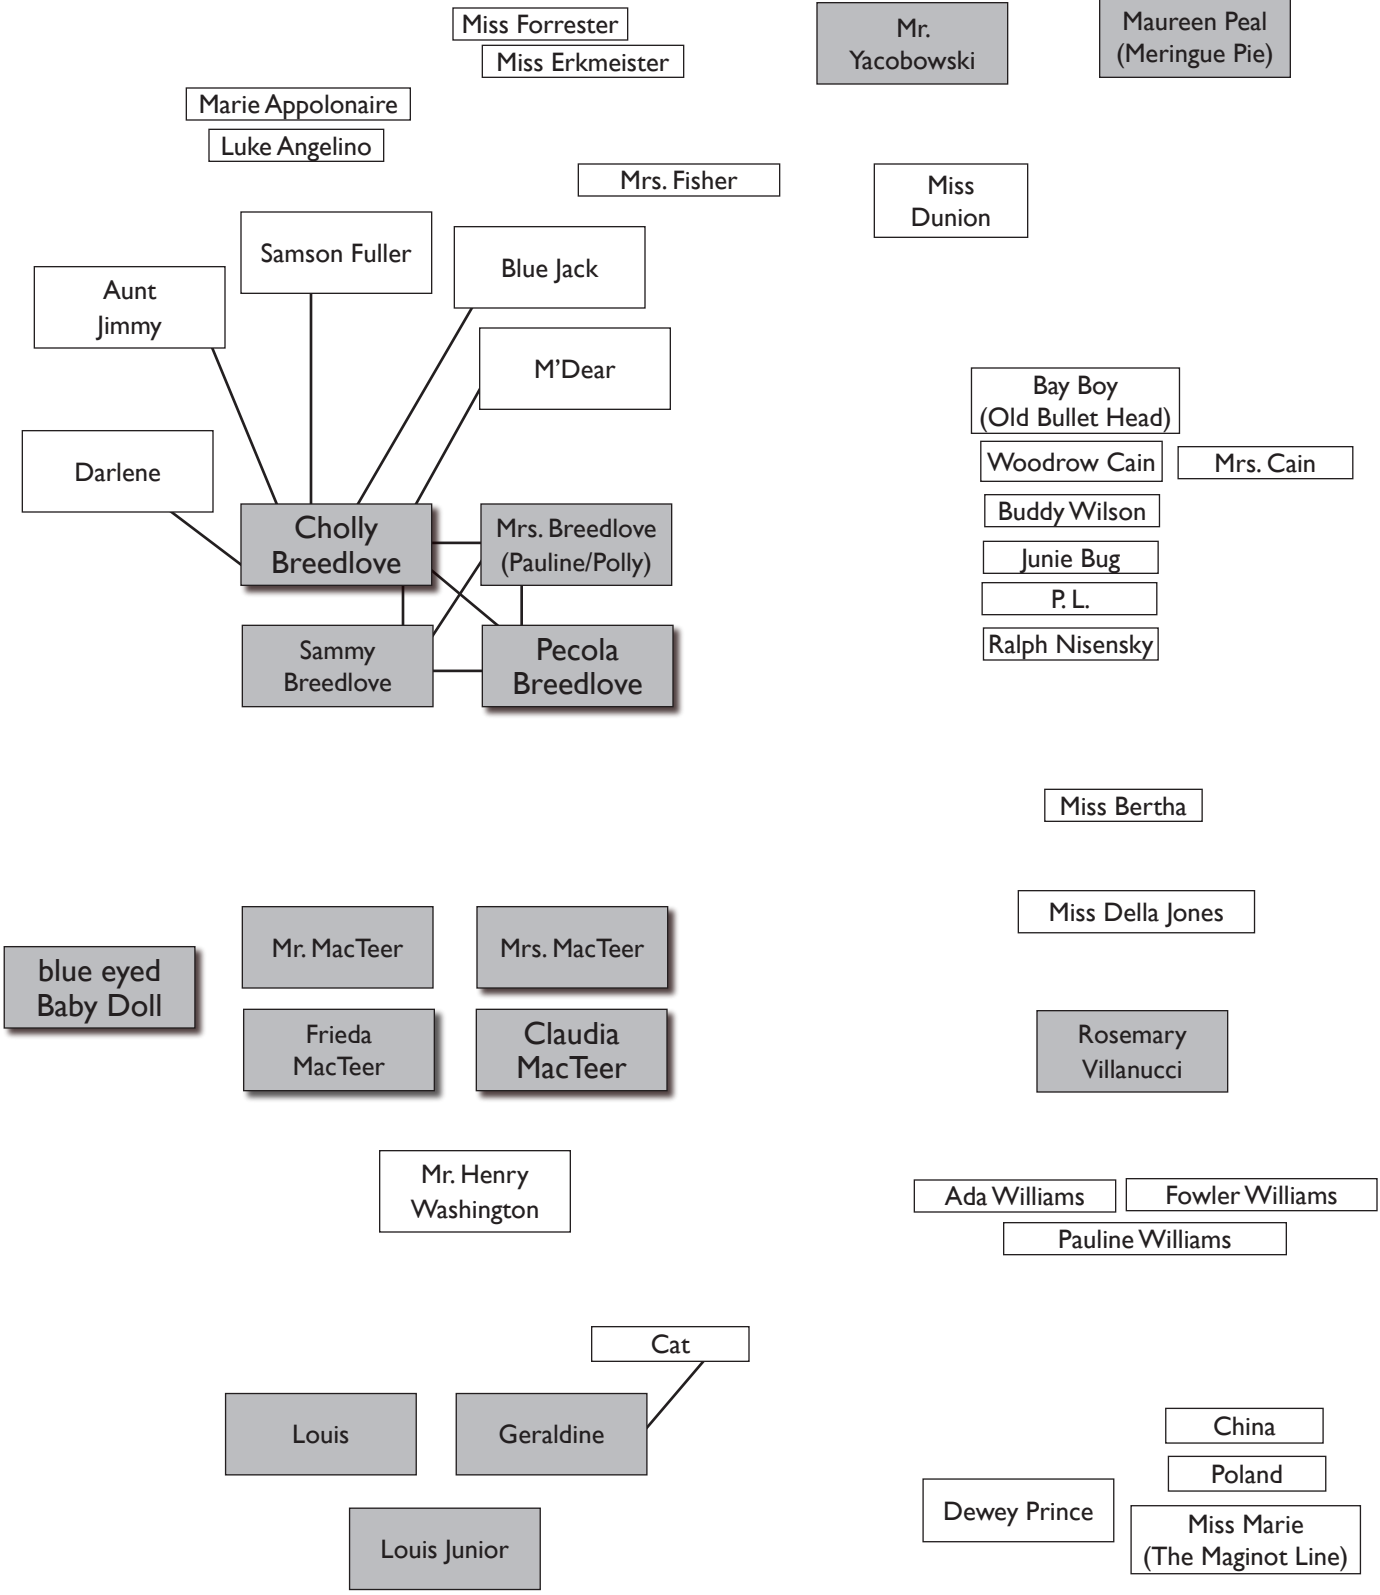 Miss Forrester
Miss Erkmeister
Mr.
Yacobowski
Maureen Peal
(Meringue Pie)
Marie Appolonaire
Luke Angelino
Mrs. Fisher
Miss
Dunion
Samson Fuller
Blue Jack
Aunt
Jimmy
M'Dear
Darlene
Cholly
Breedlove
Mrs. Breedlove
(Pauline/Polly)
Sammy
Breedlove
Pecola
Breedlove
Bay Boy
(Old Bullet Head)
Woodrow Cain
Mrs. Cain
Buddy Wilson
Junie Bug
P. L.
Ralph Nisensky
Miss Bertha
Miss Della Jones
blue eyed
Baby Doll
Mr. MacTeer
Mrs. MacTeer
Frieda
MacTeer
Claudia
MacTeer
Rosemary
Villanucci
Mr. Henry
Washington
Ada Williams
Fowler Williams
Pauline Williams
Cat
Louis
Geraldine
Louis Junior
China
Poland
Dewey Prince
Miss Marie
(The Maginot Line)